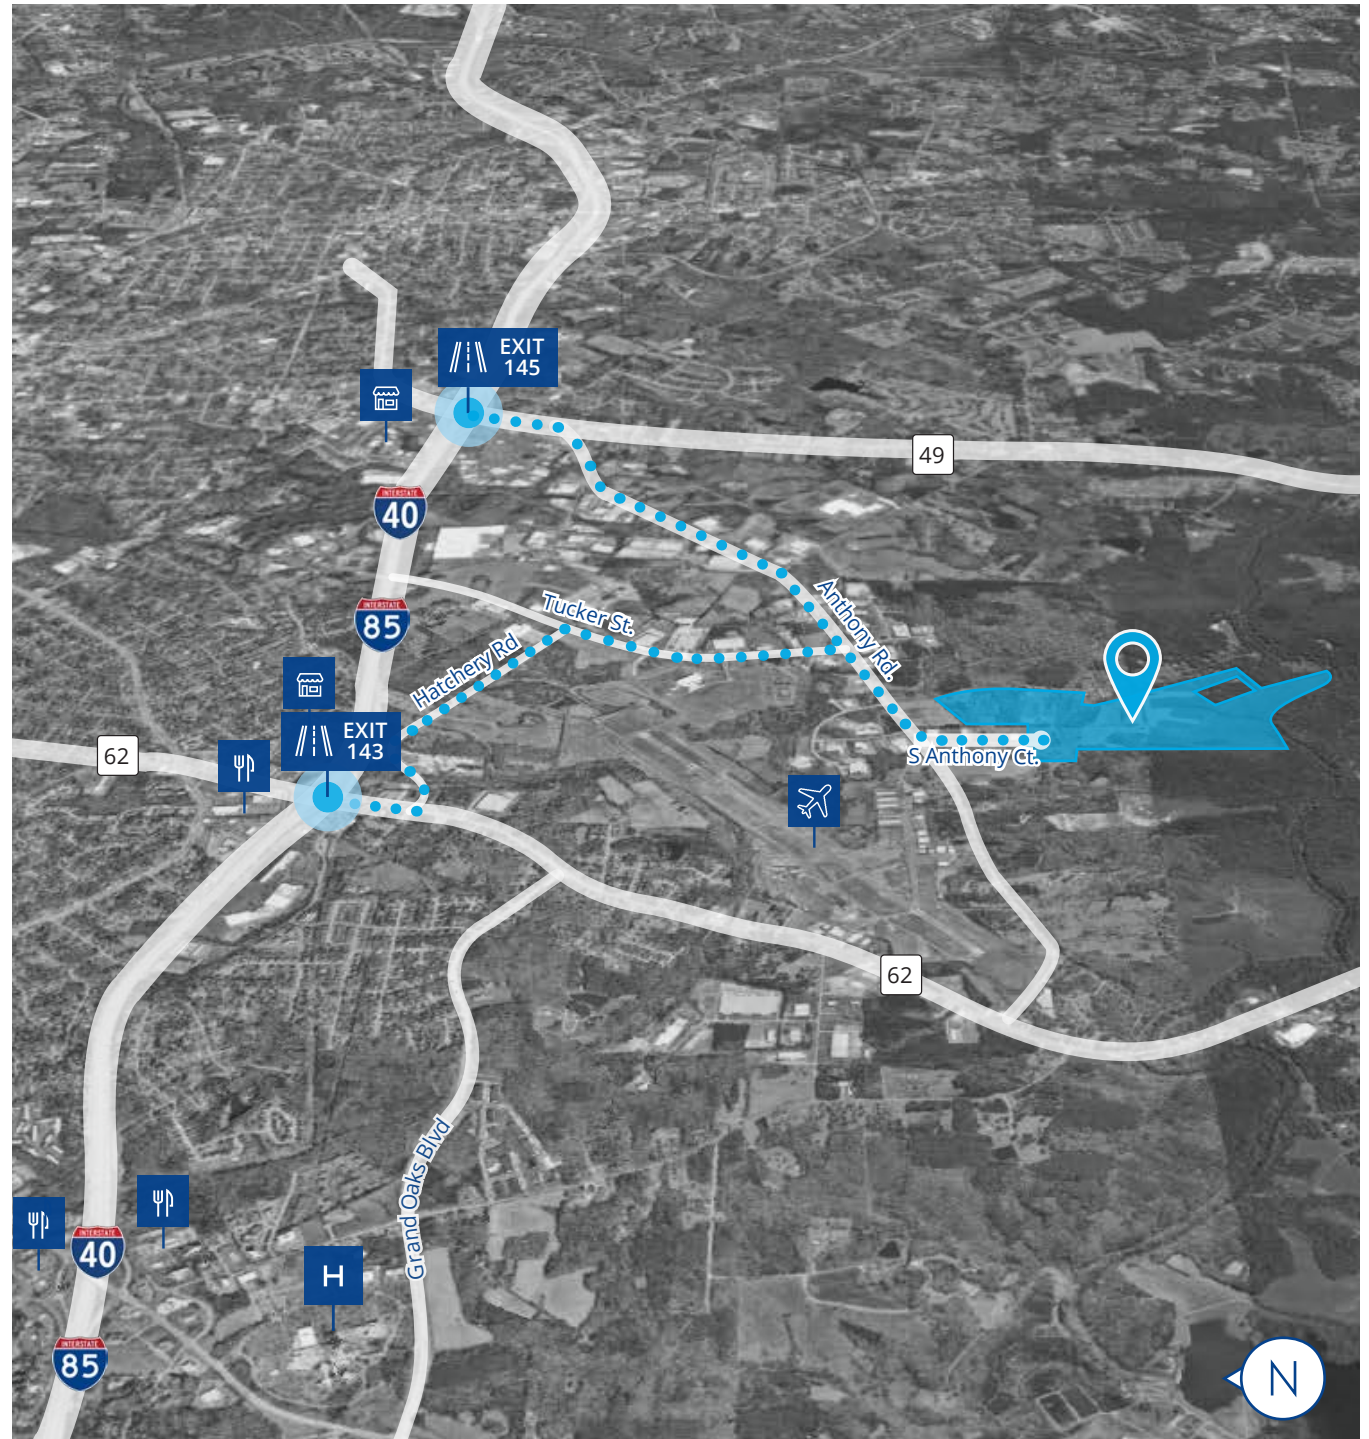 EXIT
145
49
INTERSTATE
40
Tucker St.
Anthony Rd.
INTERSTATE
85
Hatchery Rd
EXIT
143
62
S Anthony Ct.
62
Grand Oaks Blvd
INTERSTATE
40
H
INTERSTATE
85
N